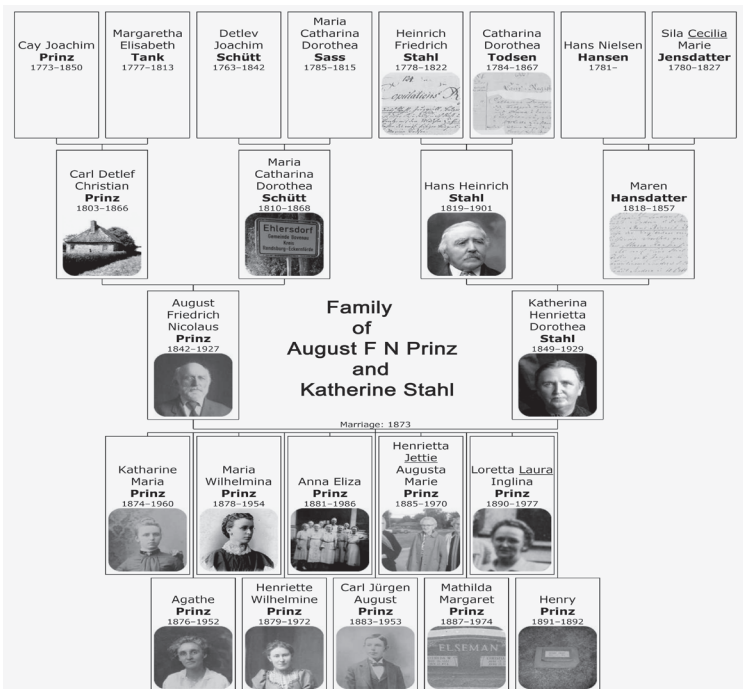 Cay Joachim
Prinz
1773–1850
Margaretha
Elisabeth
Tank
1777–1813
Detlev
Joachim
Schütt
1763–1842
Maria
Catharina
Dorothea
Sass
1785–1815
Heinrich
Friedrich
Stahl
1778–1822
Catharina
Dorothea
Todsen
1784–1867
Hans Nielsen
Hansen
1781–
Sila Cecilia
Marie
Jensdatter
1780–1827
Carl Detlef
Christian
Prinz
1803–1866
Maria
Catharina
Dorothea
Schütt
1810–1868
Ehlersdorf
Hans Heinrich
Stahl
1819–1901
Maren
Hansdatter
1818–1857
August
Friedrich
Nicolaus
Prinz
1842–1927
Family
of
August F N Prinz
and
Katherine Stahl
Katherina
Henrietta
Dorothea
Stahl
1849–1929
Marriage: 1873
Katharine
Maria
Prinz
1874–1960
Maria
Wilhelmina
Prinz
1878–1954
Anna Eliza
Prinz
1881–1986
Henrietta
Jettie
Augusta
Marie
Prinz
1885–1970
Loretta Laura
Inglina
Prinz
1890–1977
Agathe
Prinz
1876–1952
Henriette
Wilhelmine
Prinz
1879–1972
Carl Jürgen
August
Prinz
1883–1953
Mathilda
Margaret
Prinz
1887–1974
ELSEMAN
Henry
Prinz
1891–1892